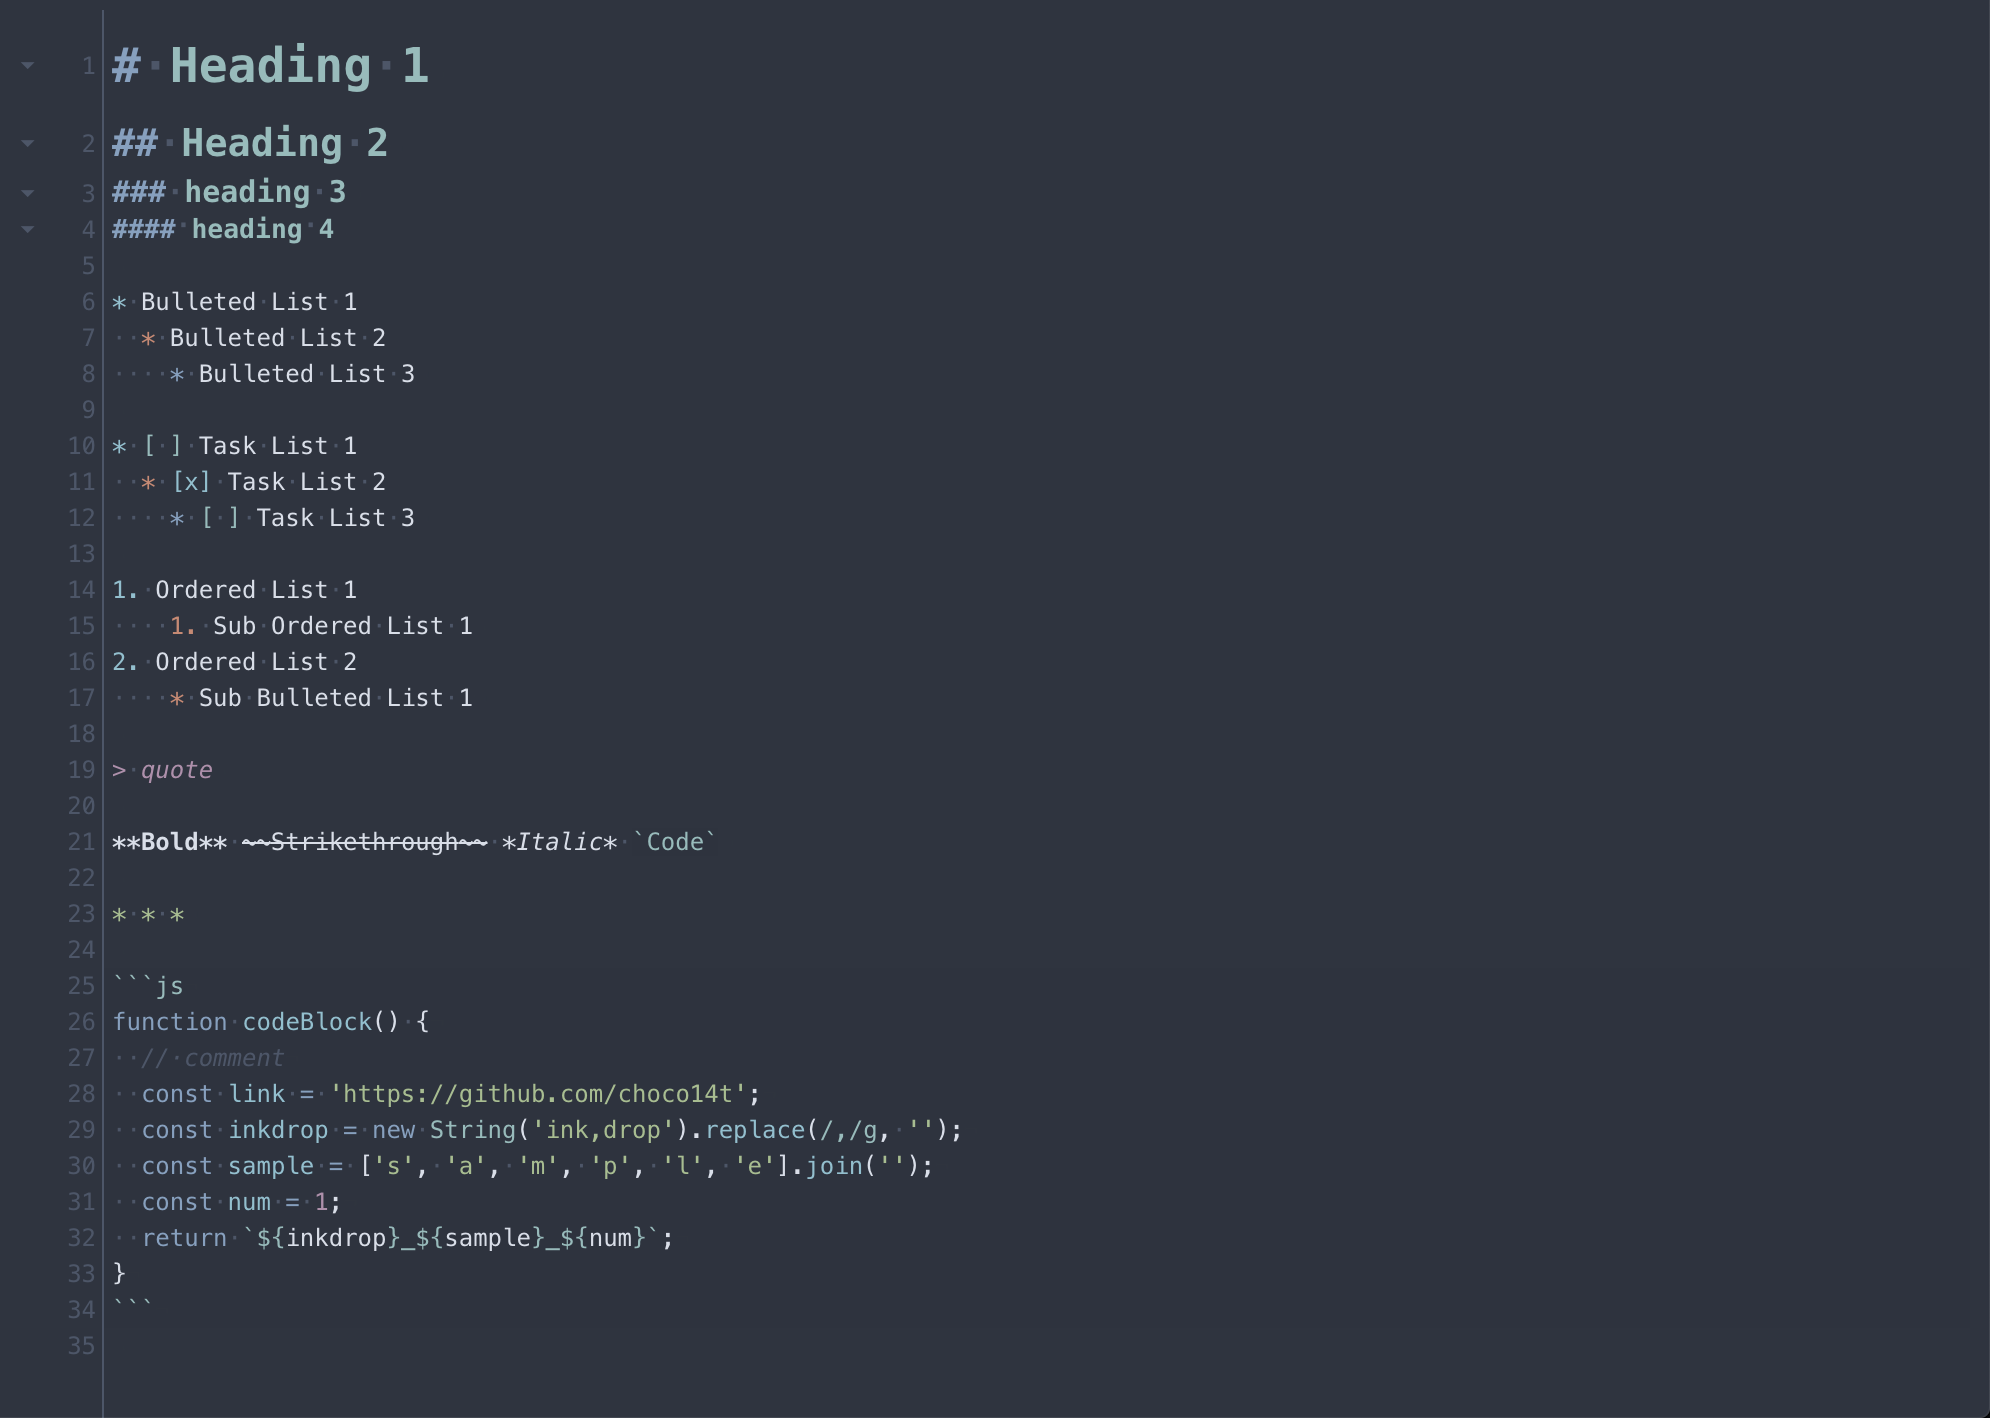 1 # Heading 1
2 ## Heading 2
3 ### heading 3
4 #### heading 4
5
6 * Bulleted List 1
7   * Bulleted List 2
8     * Bulleted List 3
9
10 * [ ] Task List 1
11   * [x] Task List 2
12     * [ ] Task List 3
13
14 1. Ordered List 1
15     1. Sub Ordered List 1
16 2. Ordered List 2
17     * Sub Bulleted List 1
18
19 > quote
20
21 **Bold** ~~Strikethrough~~ *Italic* `Code`
22
23 * * *
24
25 ```js
26 function codeBlock() {
27   // comment
28   const link = 'https://github.com/choco14t';
29   const inkdrop = new String('ink,drop').replace(/,/g, '');
30   const sample = ['s', 'a', 'm', 'p', 'l', 'e'].join('');
31   const num = 1;
32   return `${inkdrop}_${sample}_${num}`;
33 }
34 ```
35